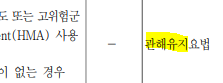 도 또는 고위험군
ent(HMA) 사용
– 관해유지요법
이 없는 경우